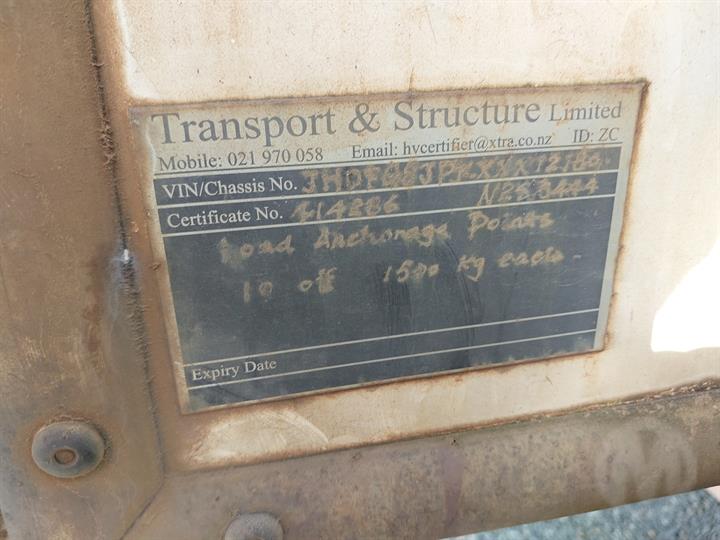 Transport & Structure Limited
Mobile: 021 970 058 Email: hvcertifier@xtra.co.nz ID: ZC
VIN/Chassis No.
Certificate No. 414286
Load Anchorage Points
10 off 1500 kg each.
Expiry Date